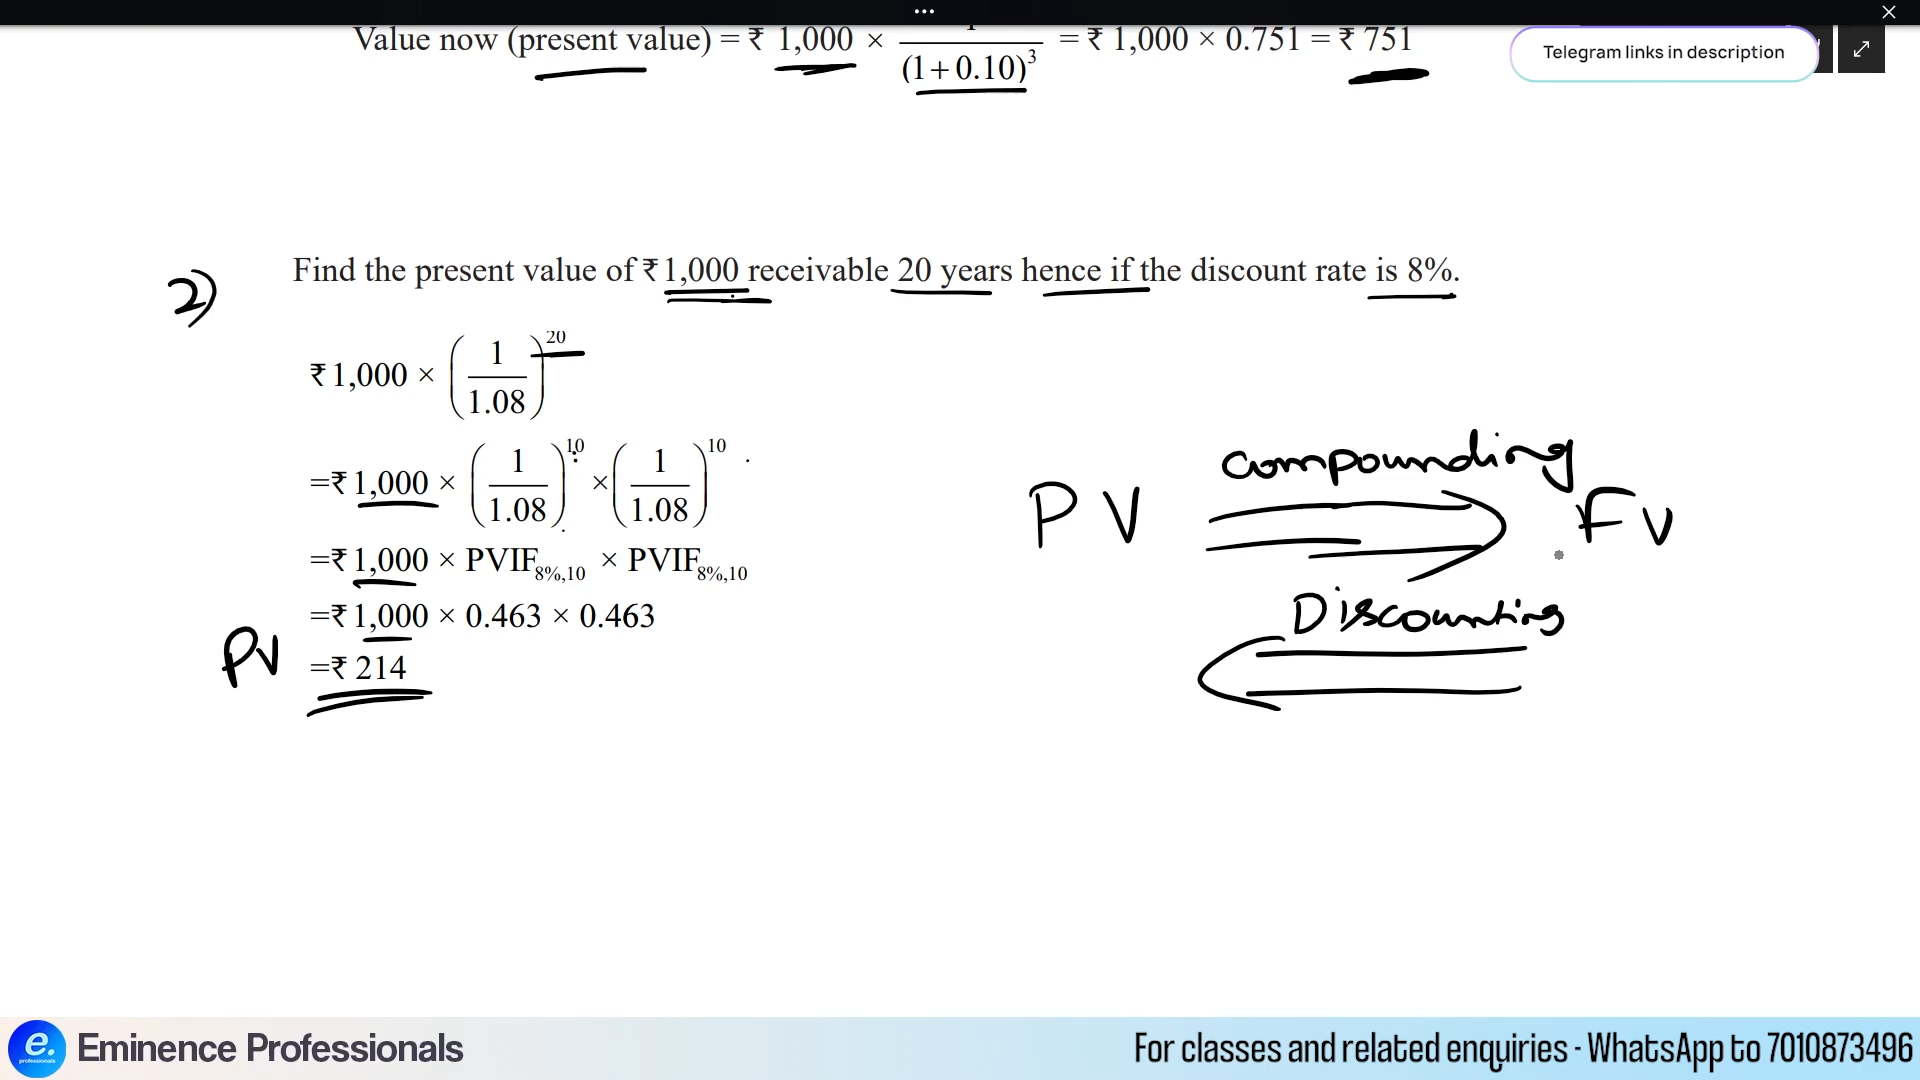 Value now (present value) = ₹ 1,000 × 1/(1+0.10)³ = ₹ 1,000 × 0.751 = ₹ 751
Telegram links in description
2) Find the present value of ₹1,000 receivable 20 years hence if the discount rate is 8%.
₹1,000 × (1/1.08)²⁰
=₹ 1,000 × (1/1.08)¹⁰ × (1/1.08)¹⁰
=₹ 1,000 × PVIF8%,10 × PVIF8%,10
=₹ 1,000 × 0.463 × 0.463
PV =₹ 214
compounding
PV FV
Discounting
e.
professionals
Eminence Professionals
For classes and related enquiries - WhatsApp to 7010873496